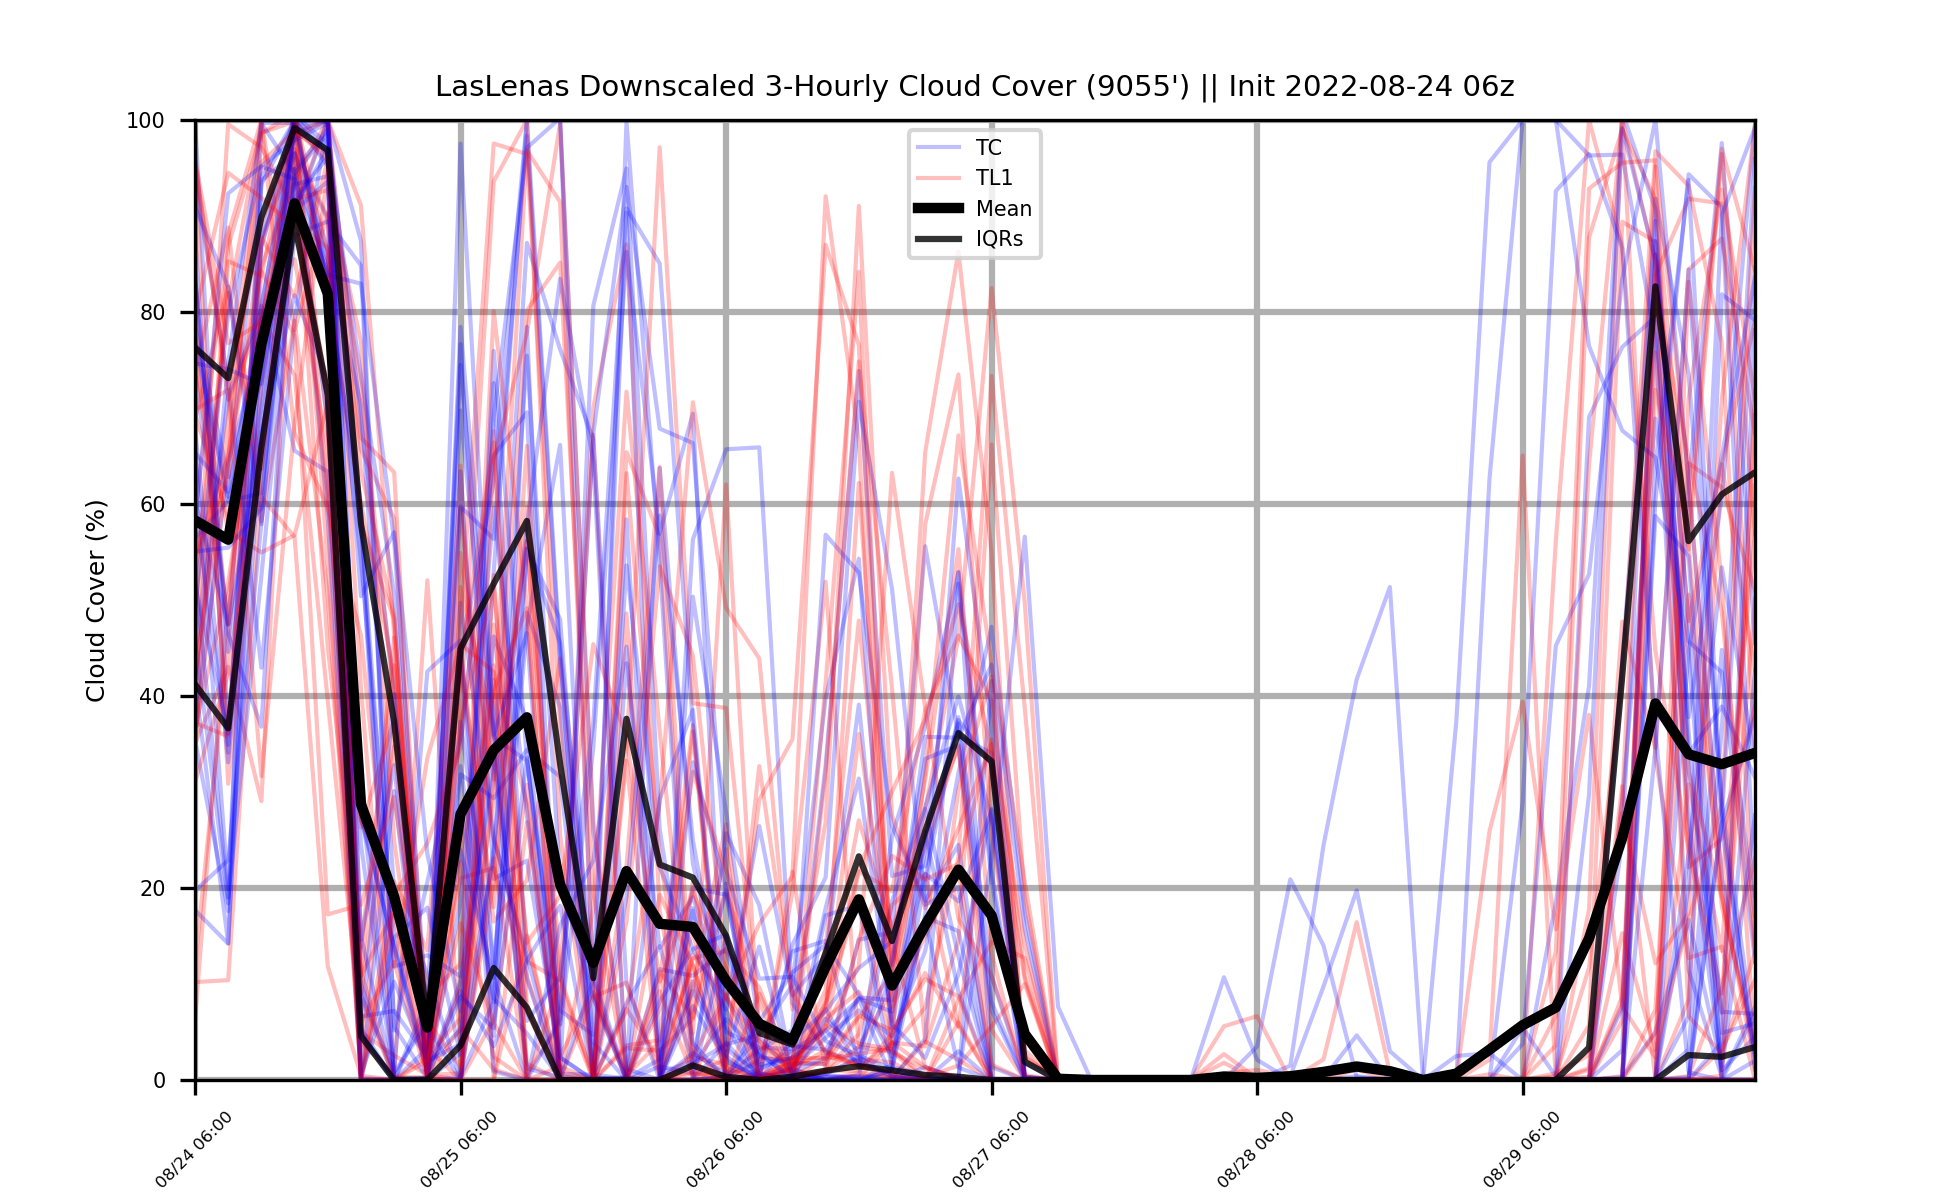 LasLenas Downscaled 3-Hourly Cloud Cover (9055') || Init 2022-08-24 06z
TC
TL1
Mean
IQRs
Cloud Cover (%)
100
80
60
40
20
0
08/24 06:00
08/25 06:00
08/26 06:00
08/27 06:00
08/28 06:00
08/29 06:00